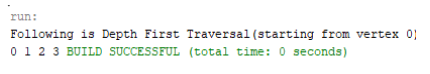 run:
Following is Depth First Traversal(starting from vertex 0)
0 1 2 3 BUILD SUCCESSFUL (total time: 0 seconds)